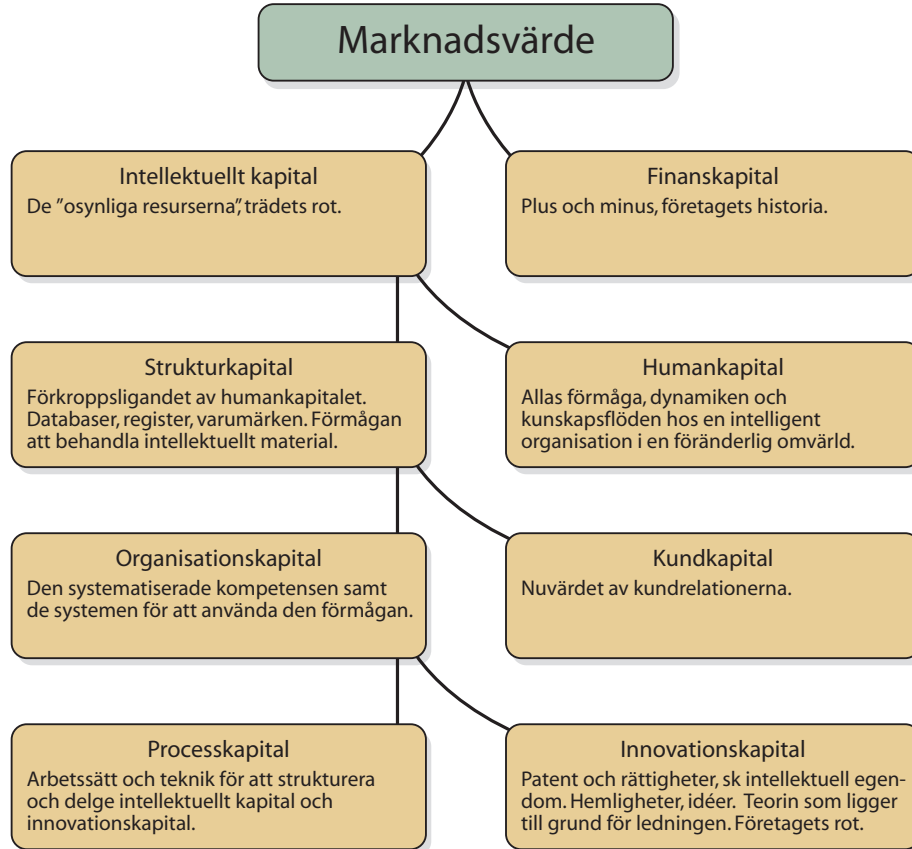 Marknadsvärde
Intellektuellt kapital
De ”osynliga resurserna”, trädets rot.
Finanskapital
Plus och minus, företagets historia.
Strukturkapital
Förkroppsligandet av humankapitalet.
Databaser, register, varumärken. Förmågan
att behandla intellektuellt material.
Humankapital
Allas förmåga, dynamiken och
kunskapsflöden hos en intelligent
organisation i en föränderlig omvärld.
Organisationskapital
Den systematiserade kompetensen samt
de systemen för att använda den förmågan.
Kundkapital
Nuvärdet av kundrelationerna.
Processkapital
Arbetssätt och teknik för att strukturera
och delge intellektuellt kapital och
innovationskapital.
Innovationskapital
Patent och rättigheter, sk intellektuell egen-
dom. Hemligheter, idéer. Teorin som ligger
till grund för ledningen. Företagets rot.